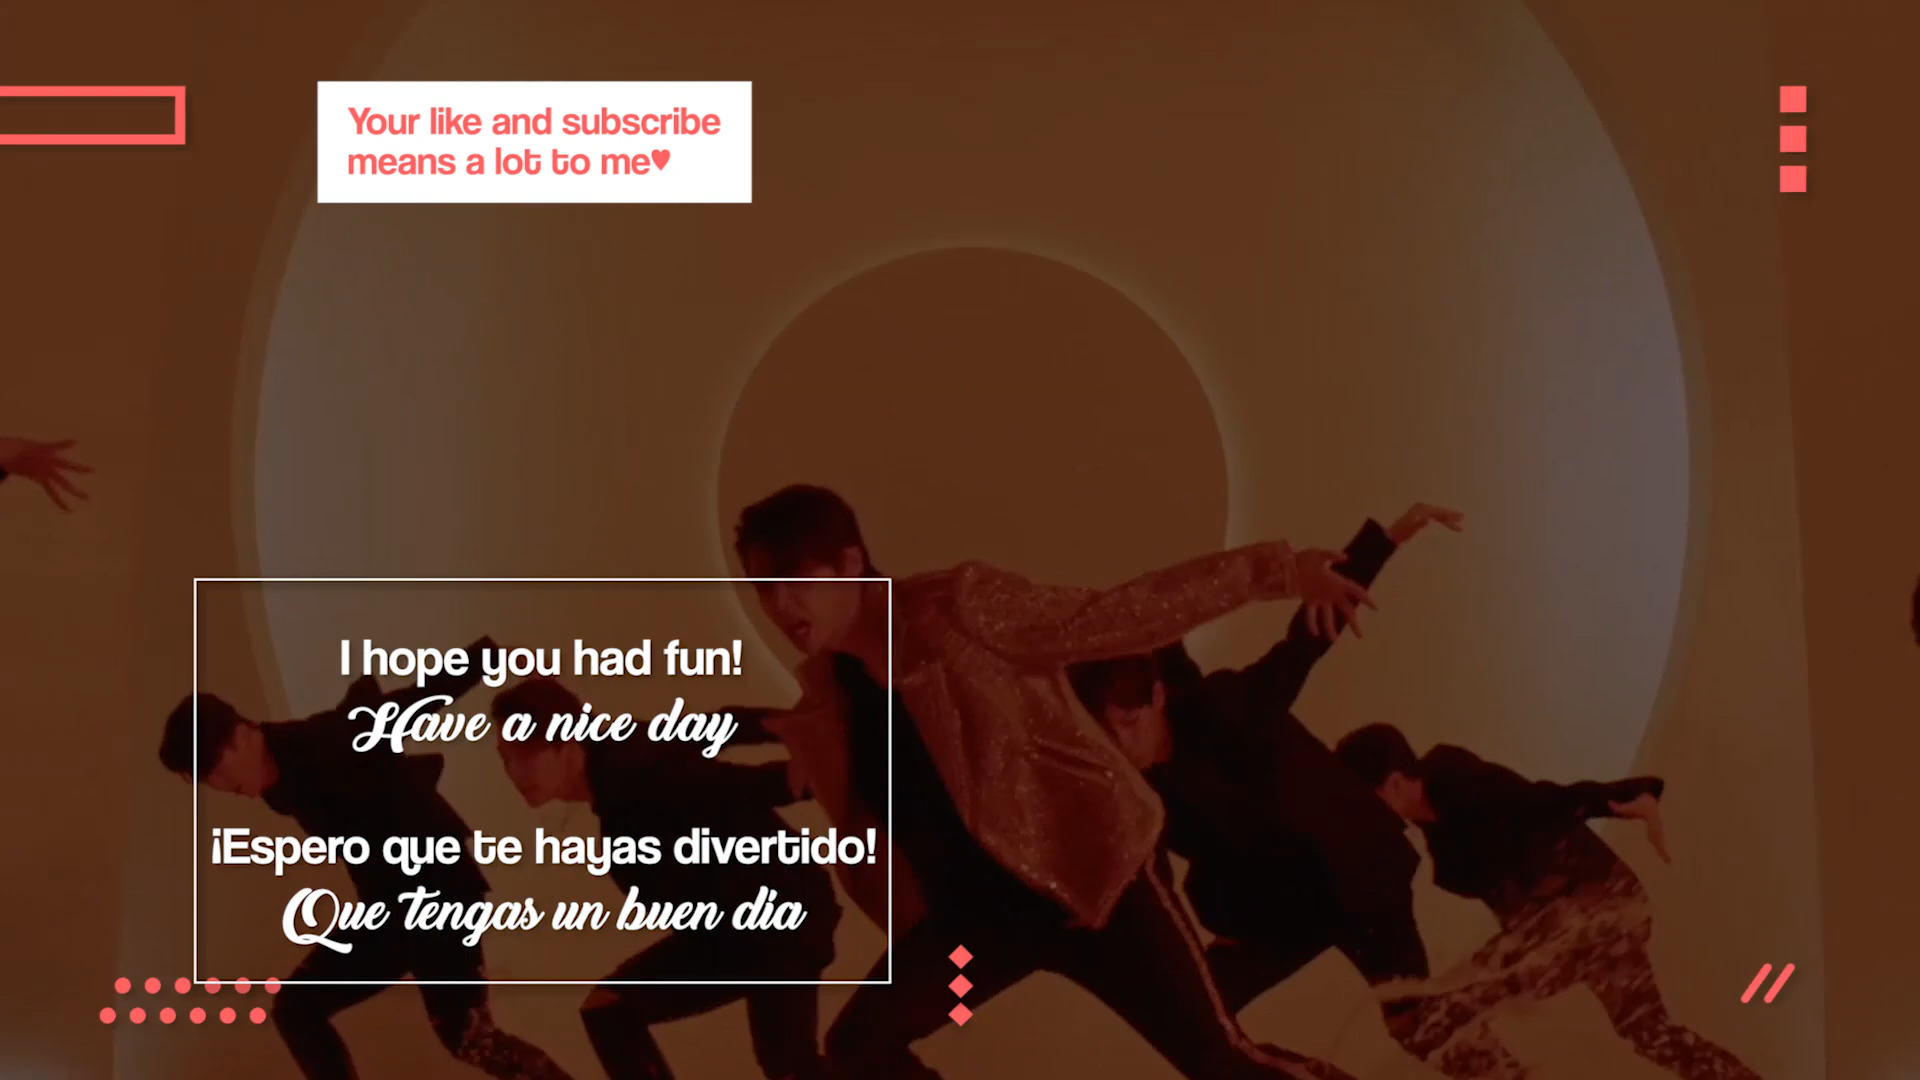 Your like and subscribe
means a lot to me♥
I hope you had fun!
Have a nice day
¡Espero que te hayas divertido!
Que tengas un buen día